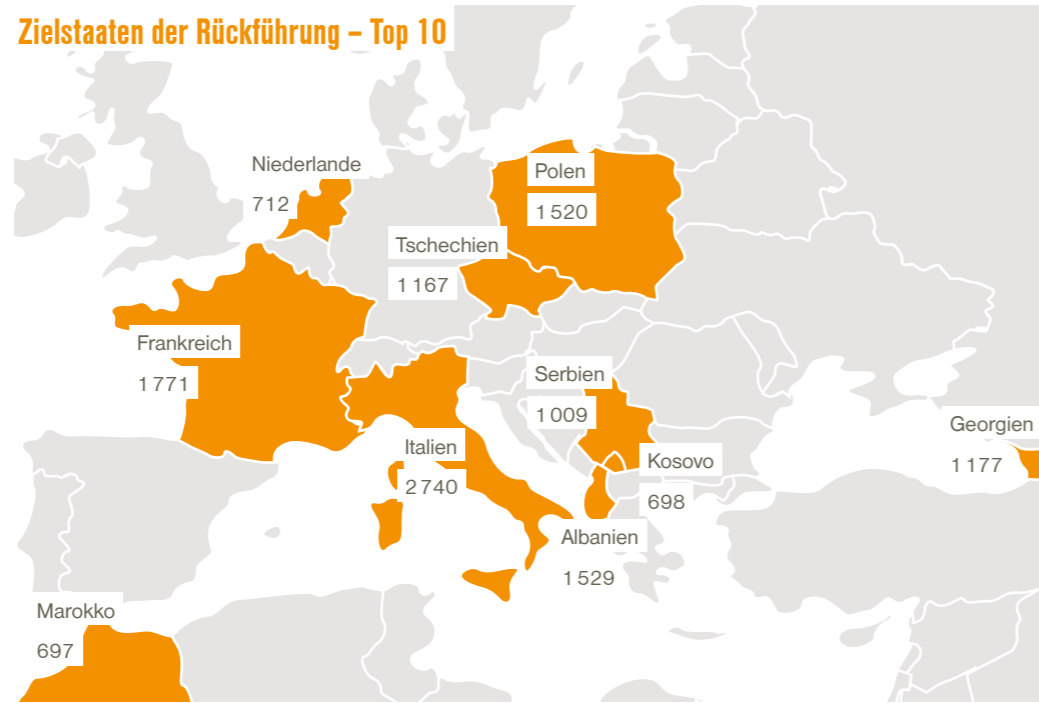 Zielstaaten der Rückführung – Top 10
Niederlande
712
Polen
1 520
Tschechien
1 167
Frankreich
1 771
Serbien
1 009
Italien
2 740
Kosovo
698
Georgien
1 177
Albanien
1 529
Marokko
697